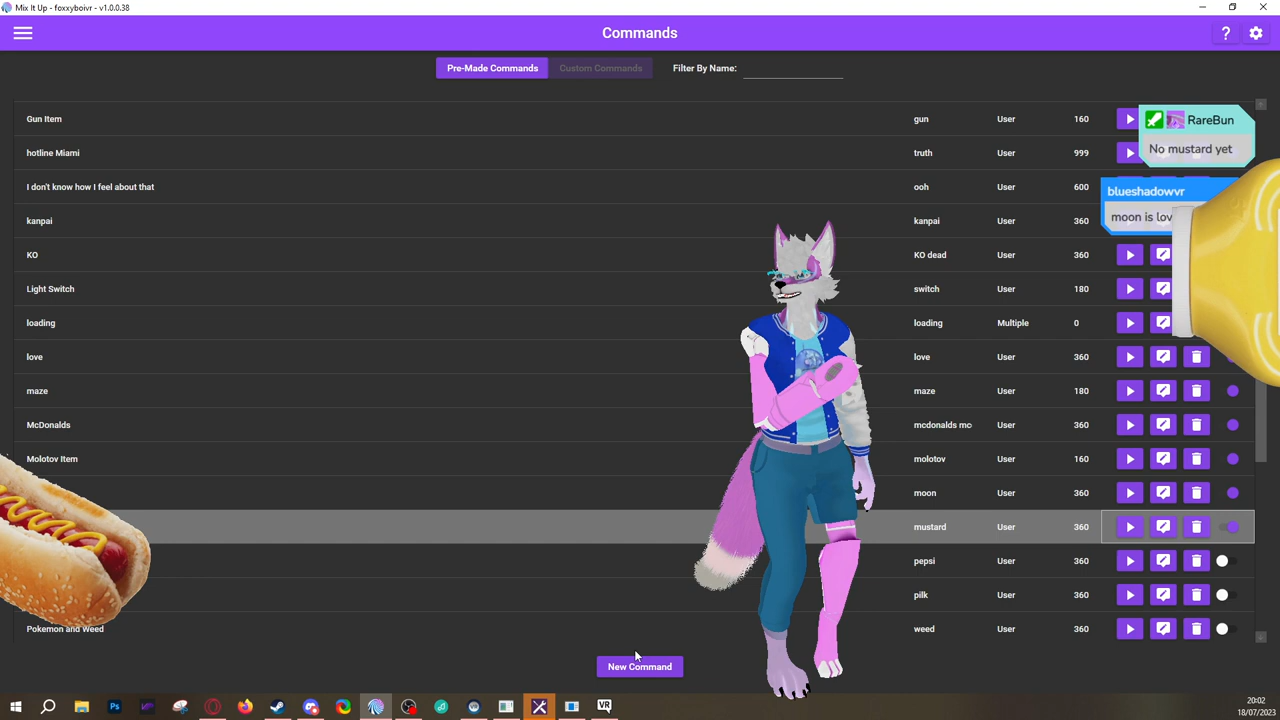 Mix It Up - foxxyboivr - v1.0.0.38
Commands
?
Pre-Made Commands
Custom Commands
Filter By Name:
Gun Item gun User 160
RareBun
No mustard yet
hotline Miami truth User 999
I don't know how I feel about that ooh User 600
blueshadowvr
moon is lov
kanpai kanpai User 360
KO KO dead User 360
Light Switch switch User 180
loading loading Multiple 0
love love User 360
maze maze User 180
McDonalds mcdonalds mc User 360
Molotov Item molotov User 160
moon User 360
mustard User 360
pepsi User 360
pilk User 360
Pokemon and Weed weed User 360
New Command
Ps
VR
20:02
18/07/2023